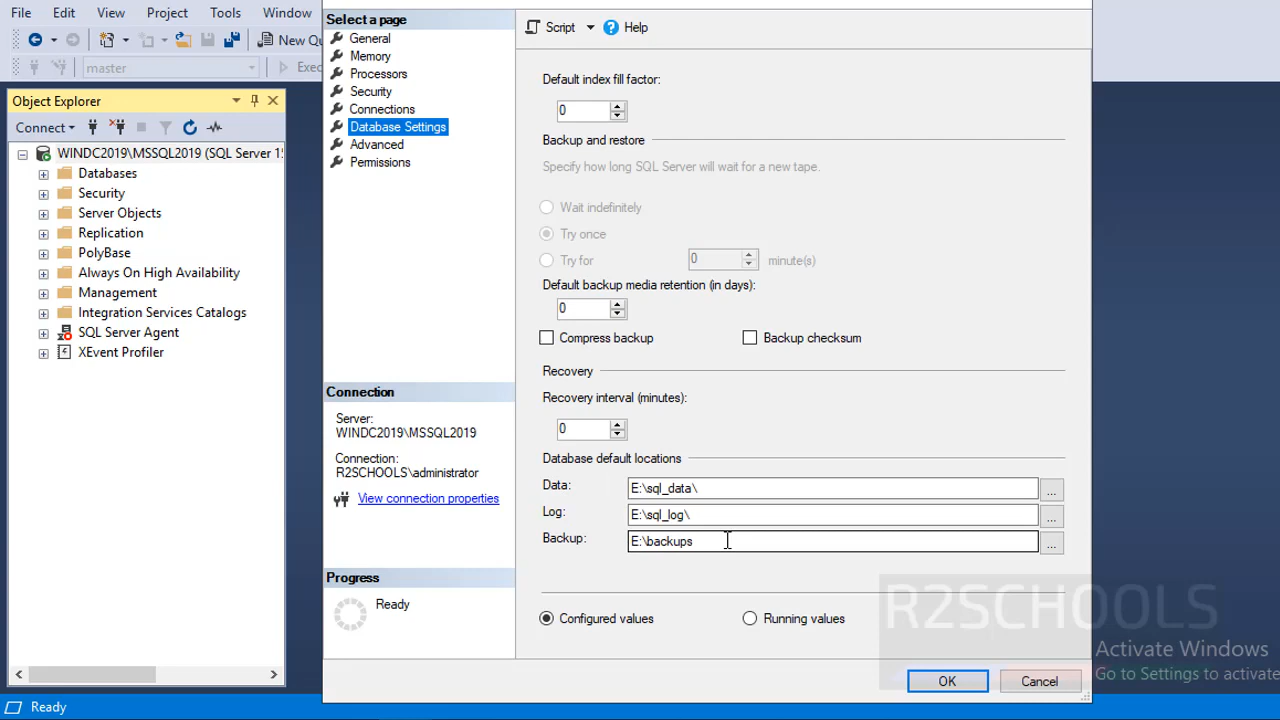 File Edit View Project Tools Window
New Qu
master Exec
Object Explorer
Connect
WINDC2019\MSSQL2019 (SQL Server 15
Databases
Security
Server Objects
Replication
PolyBase
Always On High Availability
Management
Integration Services Catalogs
SQL Server Agent
XEvent Profiler
Select a page
General
Memory
Processors
Security
Connections
Database Settings
Advanced
Permissions
Connection
Server:
WINDC2019\MSSQL2019
Connection:
R2SCHOOLS\administrator
View connection properties
Progress
Ready
Script Help
Default index fill factor:
0
Backup and restore
Specify how long SQL Server will wait for a new tape.
Wait indefinitely
Try once
Try for 0 minute(s)
Default backup media retention (in days):
0
Compress backup Backup checksum
Recovery
Recovery interval (minutes):
0
Database default locations
Data: E:\sql_data\ ...
Log: E:\sql_log\ ...
Backup: E:\backups ...
Configured values Running values
R2SCHOOLS
Activate Windows
Go to Settings to activate
OK Cancel
Ready